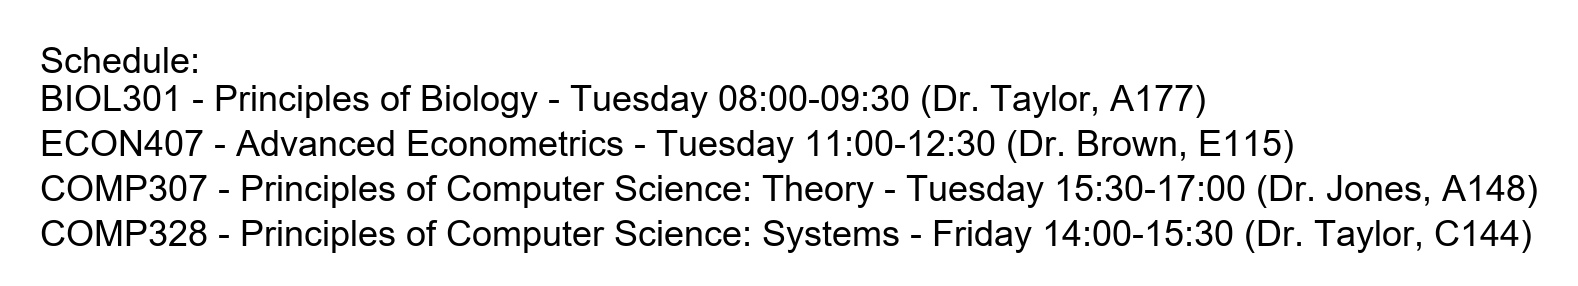 Schedule:
BIOL301 - Principles of Biology - Tuesday 08:00-09:30 (Dr. Taylor, A177)
ECON407 - Advanced Econometrics - Tuesday 11:00-12:30 (Dr. Brown, E115)
COMP307 - Principles of Computer Science: Theory - Tuesday 15:30-17:00 (Dr. Jones, A148)
COMP328 - Principles of Computer Science: Systems - Friday 14:00-15:30 (Dr. Taylor, C144)